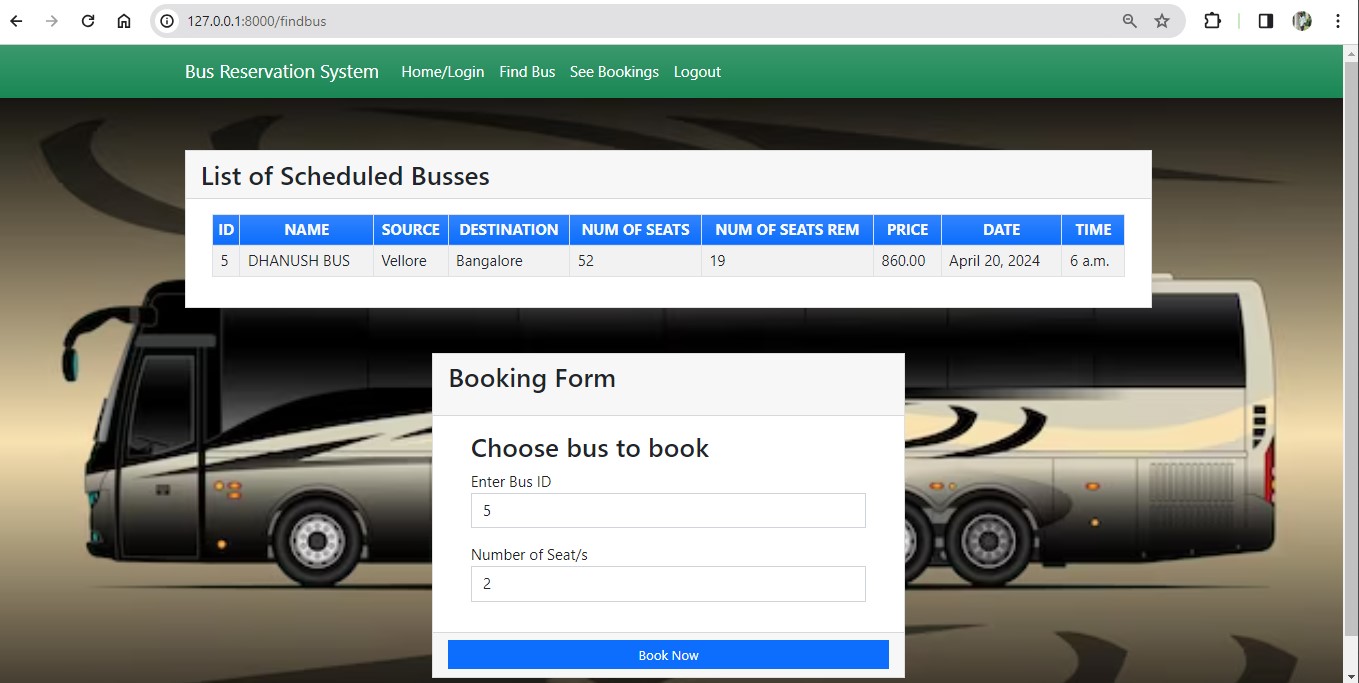 127.0.0.1:8000/findbus
Bus Reservation System Home/Login Find Bus See Bookings Logout
List of Scheduled Busses
ID NAME SOURCE DESTINATION NUM OF SEATS NUM OF SEATS REM PRICE DATE TIME
5 DHANUSH BUS Vellore Bangalore 52 19 860.00 April 20, 2024 6 a.m.
Booking Form
Choose bus to book
Enter Bus ID
5
Number of Seat/s
2
Book Now